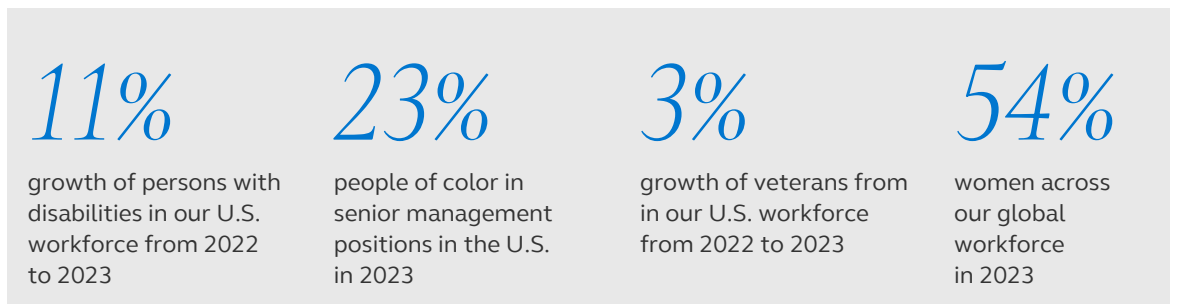 11%
growth of persons with
disabilities in our U.S.
workforce from 2022
to 2023
23%
people of color in
senior management
positions in the U.S.
in 2023
3%
growth of veterans from
in our U.S. workforce
from 2022 to 2023
54%
women across
our global
workforce
in 2023